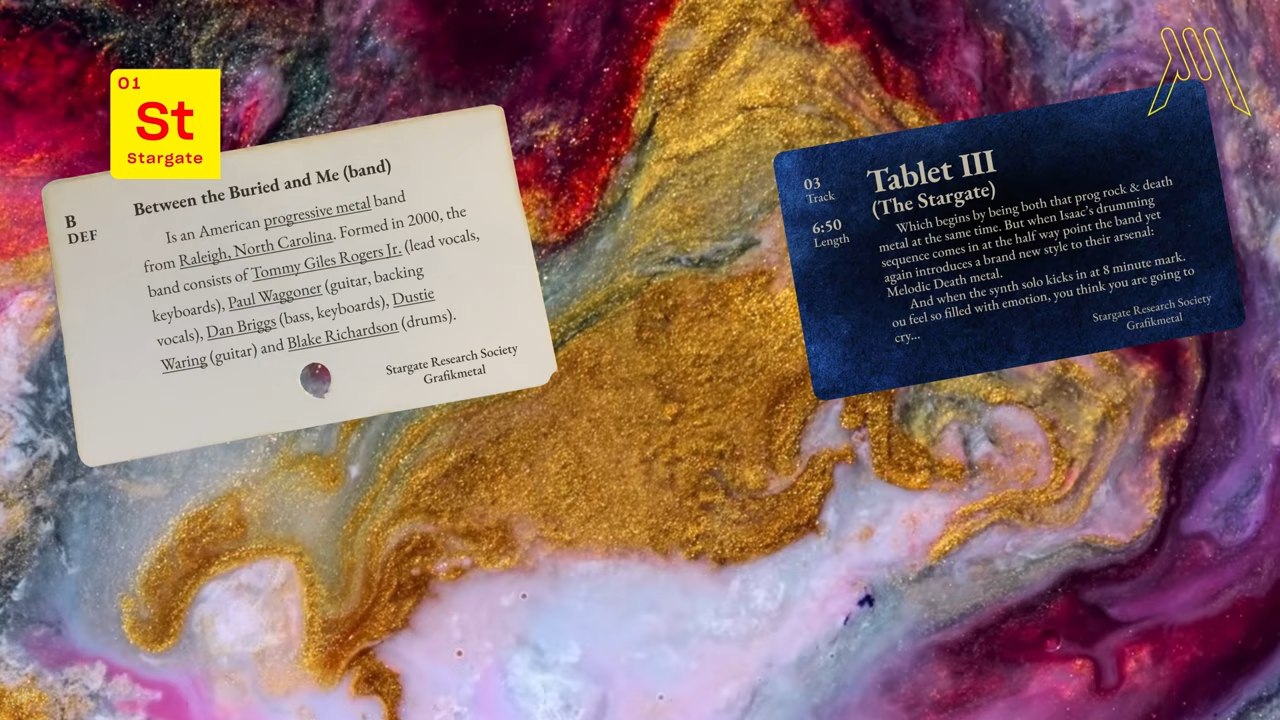 01
St
Stargate
B
DEF
Between the Buried and Me (band)
Is an American progressive metal band
from Raleigh, North Carolina. Formed in 2000, the
band consists of Tommy Giles Rogers Jr. (lead vocals,
keyboards), Paul Waggoner (guitar, backing
vocals), Dan Briggs (bass, keyboards), Dustie
Waring (guitar) and Blake Richardson (drums).
Stargate Research Society
Grafikmetal
03
Track
6:50
Length
Tablet III
(The Stargate)
Which begins by being both that prog rock & death
metal at the same time. But when Isaac's drumming
sequence comes in at the half way point the band yet
again introduces a brand new style to their arsenal:
Melodic Death metal.
And when the synth solo kicks in at 8 minute mark.
ou feel so filled with emotion, you think you are going to
cry...
Stargate Research Society
Grafikmetal